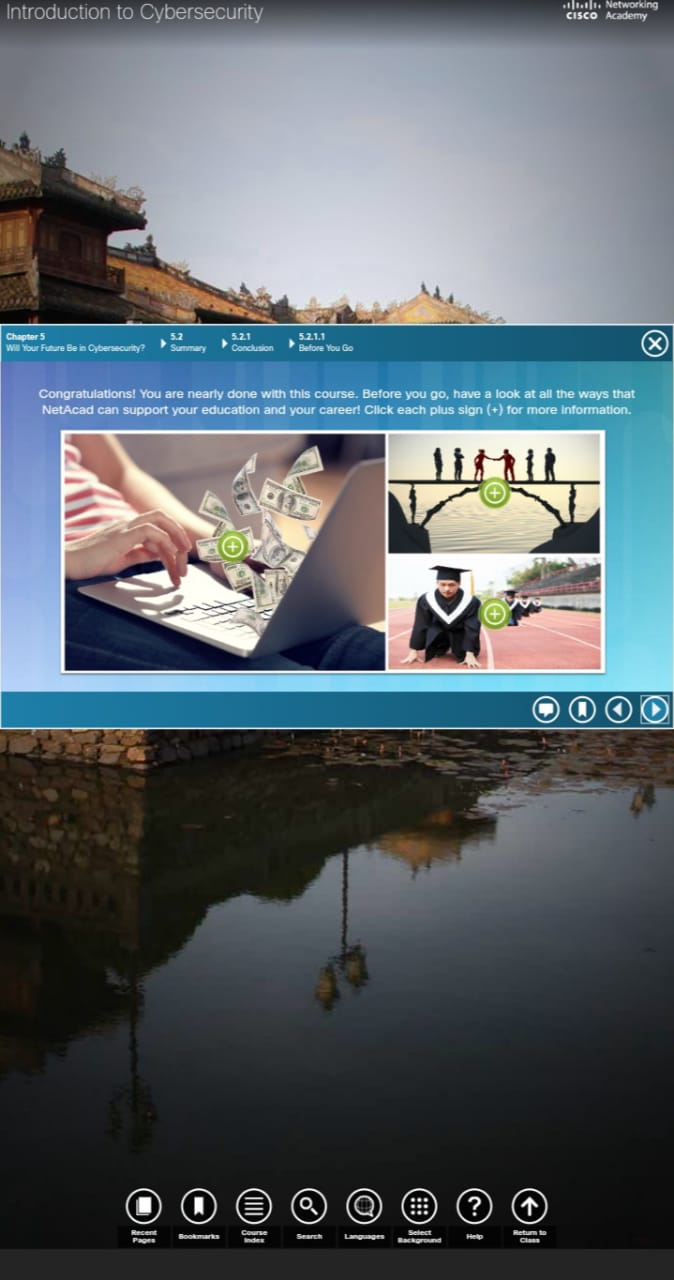 Introduction to Cybersecurity
Networking
CISCO Academy
Chapter 5
Will Your Future Be in Cybersecurity?
5.2
Summary
5.2.1
Conclusion
5.2.1.1
Before You Go
Congratulations! You are nearly done with this course. Before you go, have a look at all the ways that
NetAcad can support your education and your career! Click each plus sign (+) for more information.
Recent
Pages
Bookmarks
Course
Index
Search
Languages
Select
Background
Help
Return to
Class